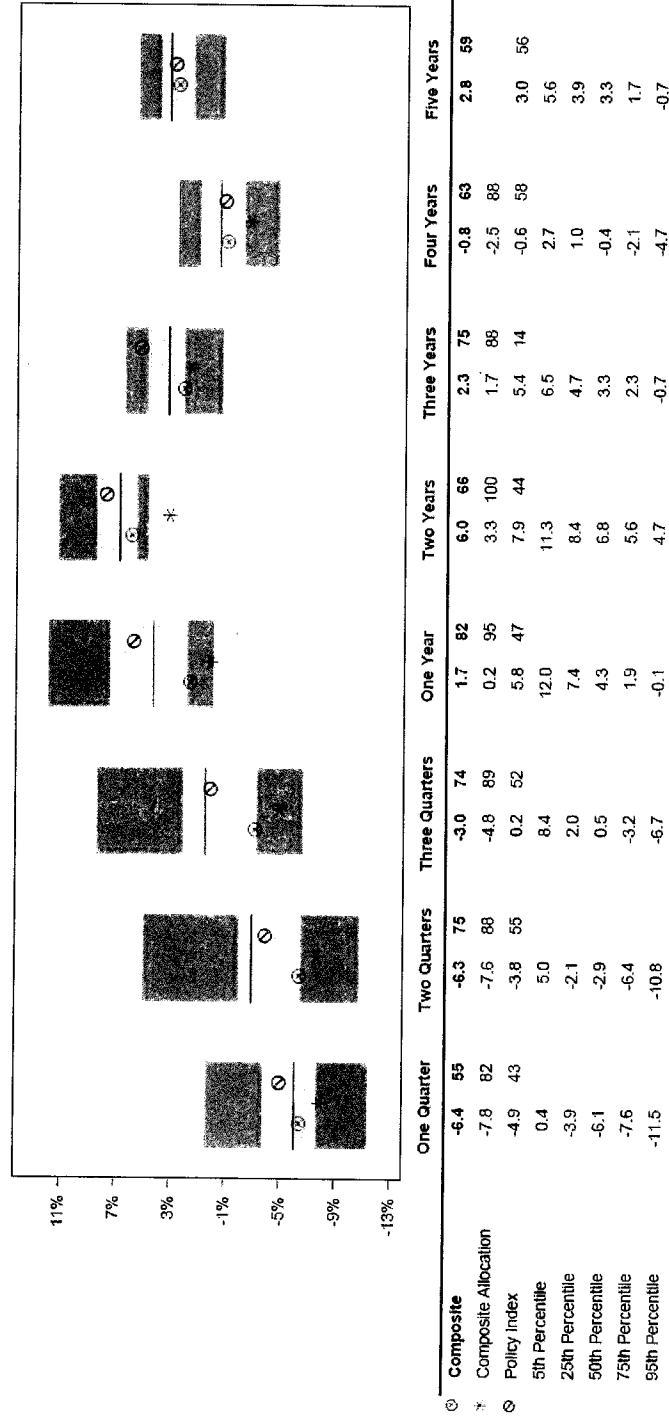 11%
7%
3%
-1%
-5%
-9%
-13%
One Quarter Two Quarters Three Quarters One Year Two Years Three Years Four Years Five Years
Composite -6.4 55 -6.3 75 -3.0 74 1.7 82 6.0 66 2.3 75 -0.8 63 2.8 59
Composite Allocation -7.8 82 -7.6 88 -4.8 89 0.2 95 3.3 100 1.7 88 -2.5 88
Policy Index -4.9 43 -3.8 55 0.2 52 5.8 47 7.9 44 5.4 14 -0.6 58 3.0 56
5th Percentile 0.4 5.0 8.4 12.0 11.3 6.5 2.7 5.6
25th Percentile -3.9 -2.1 2.0 7.4 8.4 4.7 1.0 3.9
50th Percentile -6.1 -2.9 0.5 4.3 6.8 3.3 -0.4 3.3
75th Percentile -7.6 -6.4 -3.2 1.9 5.6 2.3 -2.1 1.7
95th Percentile -11.5 -10.8 -6.7 -0.1 4.7 -0.7 -4.7 -0.7